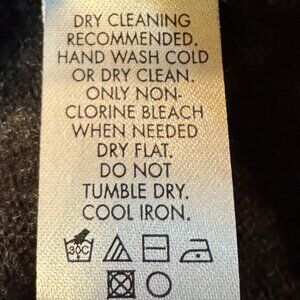 DRY CLEANING
RECOMMENDED.
HAND WASH COLD
OR DRY CLEAN.
ONLY NON-
CLORINE BLEACH
WHEN NEEDED
DRY FLAT.
DO NOT
TUMBLE DRY.
COOL IRON.
30C